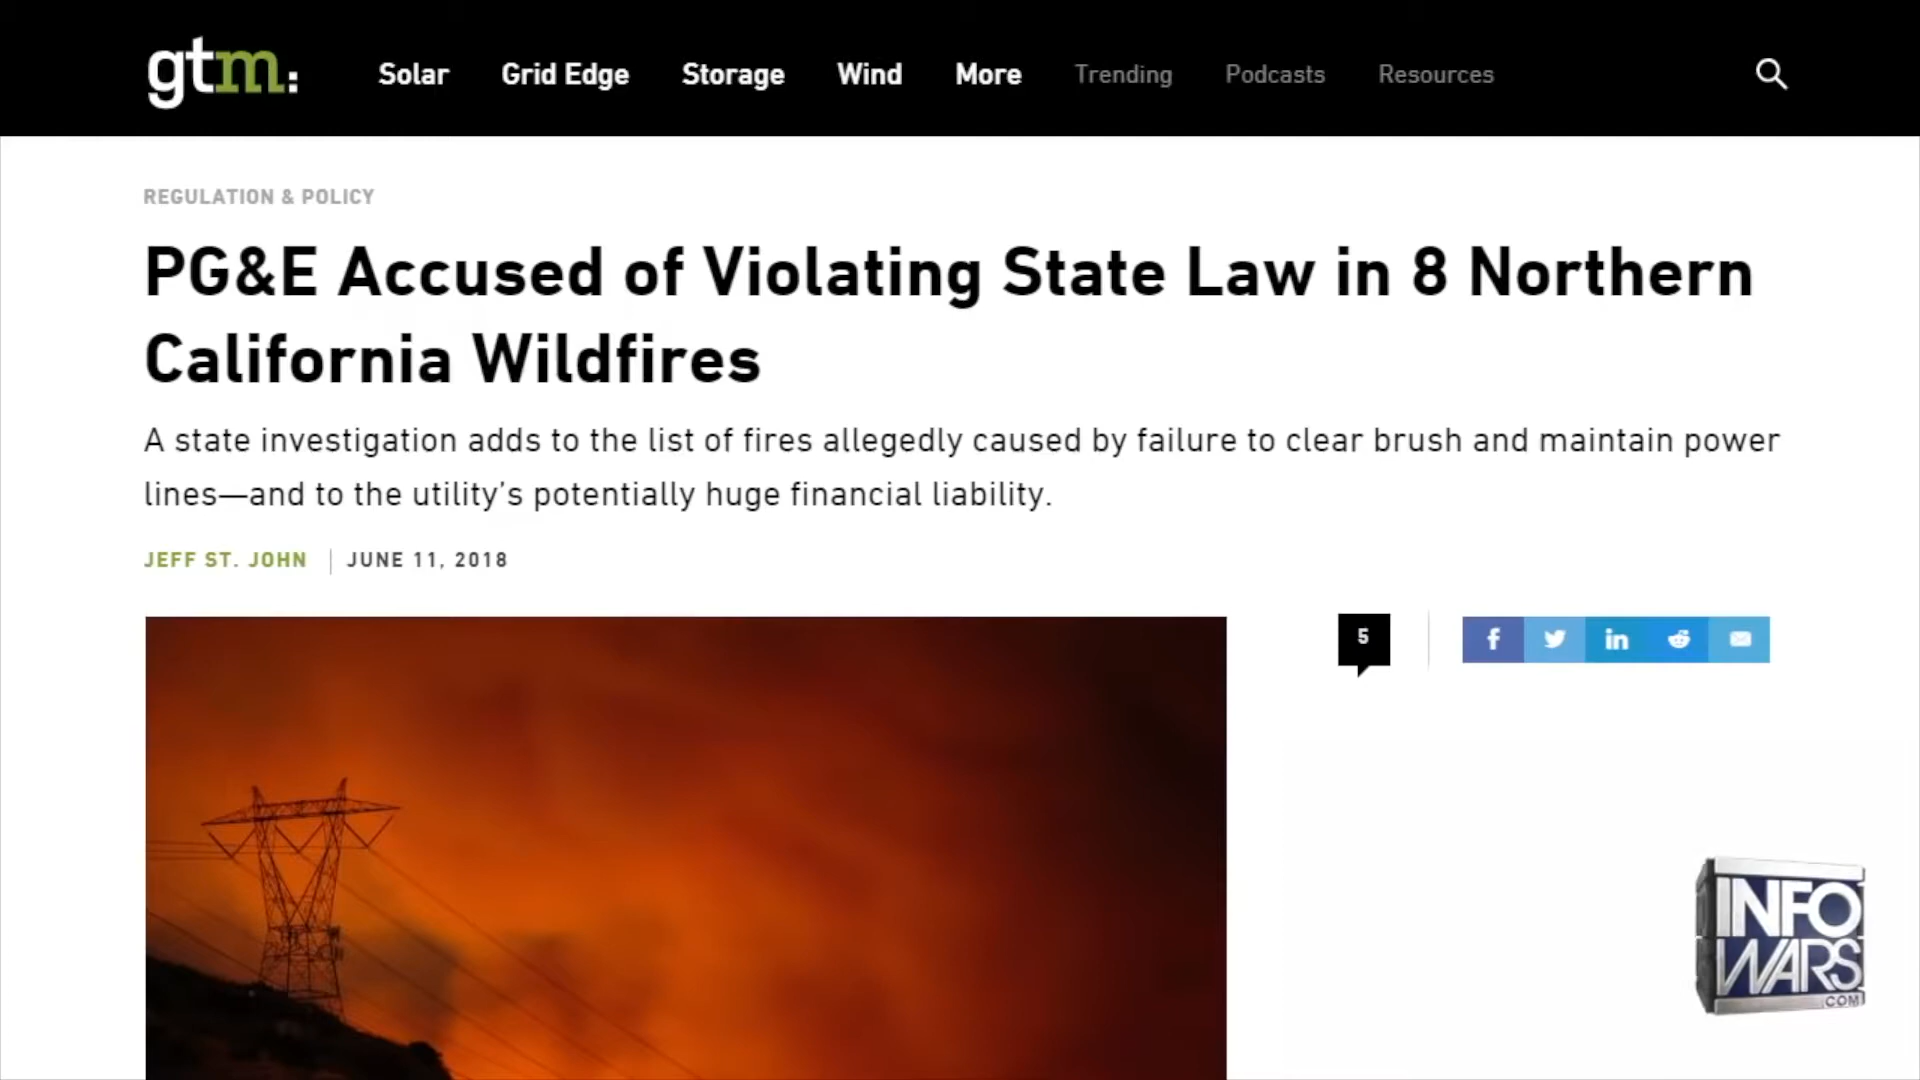 gtm:
Solar Grid Edge Storage Wind More Trending Podcasts Resources
REGULATION & POLICY
PG&E Accused of Violating State Law in 8 Northern
California Wildfires
A state investigation adds to the list of fires allegedly caused by failure to clear brush and maintain power
lines—and to the utility's potentially huge financial liability.
JEFF ST. JOHN | JUNE 11, 2018
5
f in
INFO
WARS
.COM